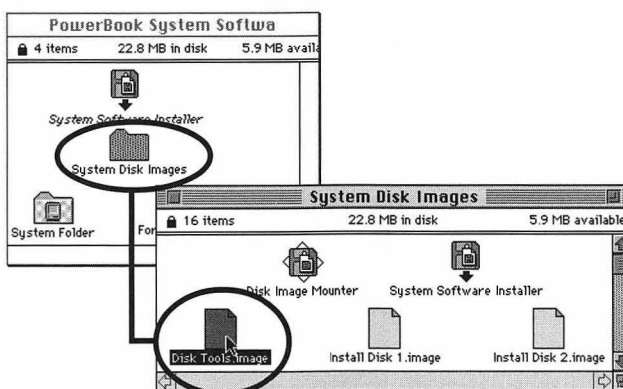 PowerBook System Softwa
4 items 22.8 MB in disk 5.9 MB availa
System Software Installer
System Disk Images
System Folder
For
System Disk Images
16 items 22.8 MB in disk 5.9 MB available
Disk Image Mounter System Software Installer
Disk Tools.image Install Disk 1.image Install Disk 2.image